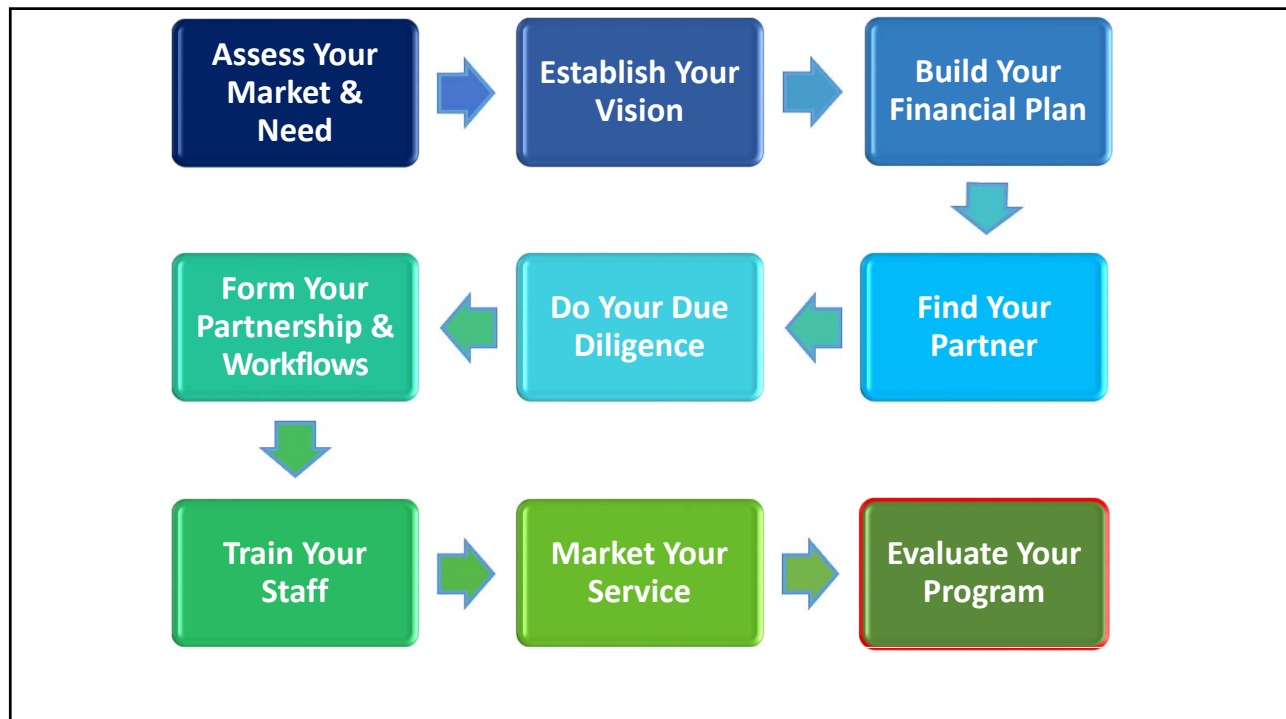 Assess Your
Market &
Need
Establish Your
Vision
Build Your
Financial Plan
Find Your
Partner
Do Your Due
Diligence
Form Your
Partnership &
Workflows
Train Your
Staff
Market Your
Service
Evaluate Your
Program